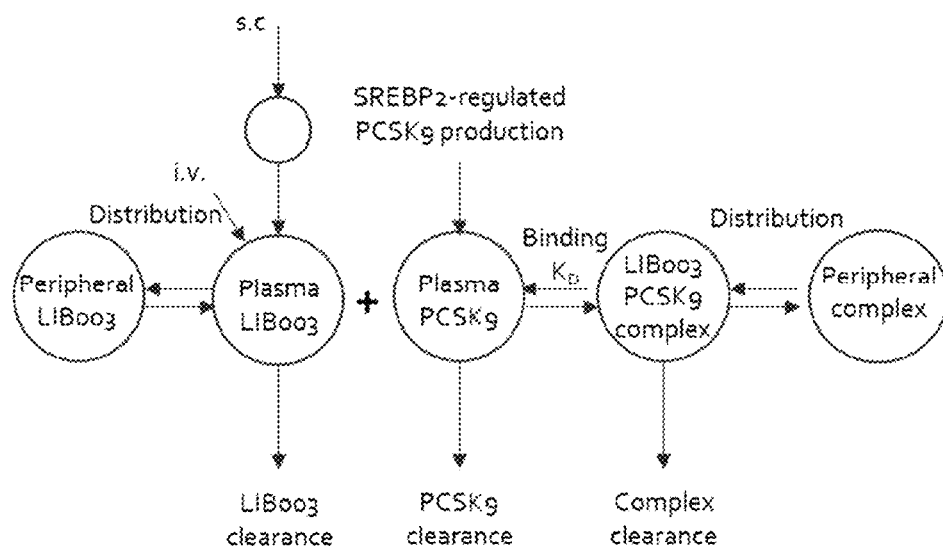 s.c
SREBP2-regulated
PCSK9 production
i.v.
Distribution
Peripheral
LIB003
Plasma
LIB003
+
Plasma
PCSK9
Binding
K_D
LIB003
PCSK9
complex
Distribution
Peripheral
complex
LIB003
clearance
PCSK9
clearance
Complex
clearance